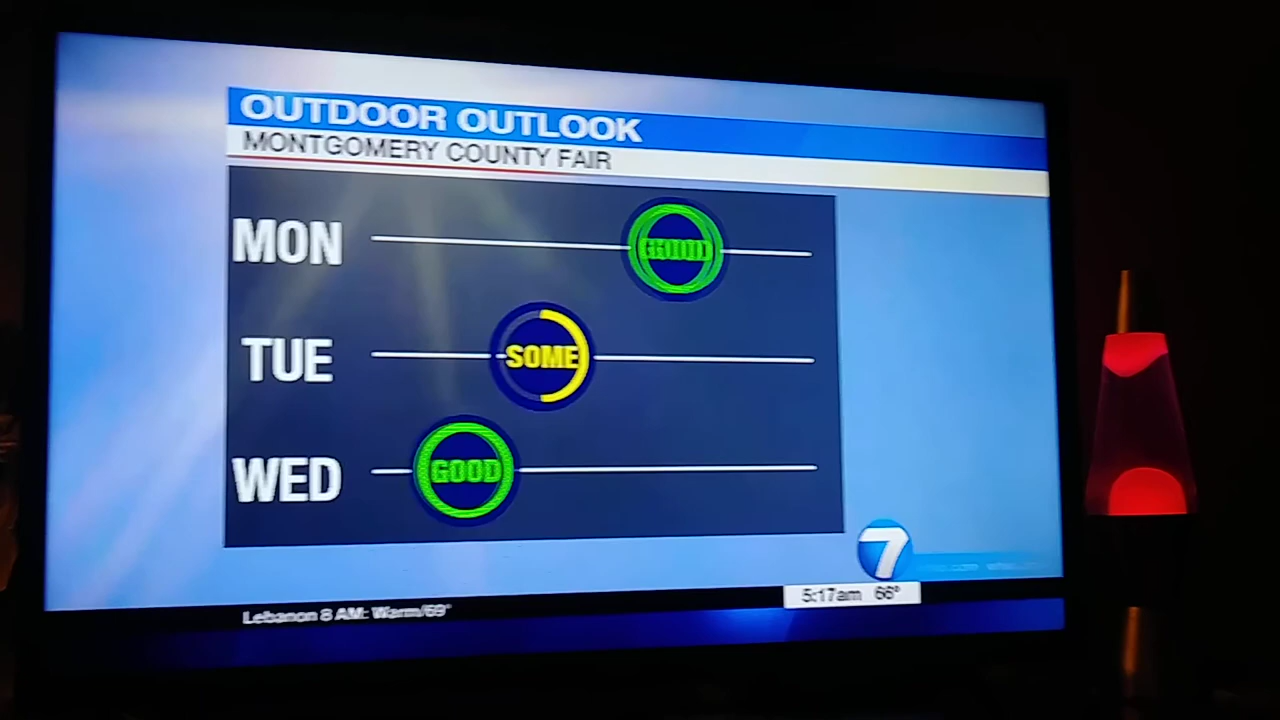 OUTDOOR OUTLOOK
MONTGOMERY COUNTY FAIR
MON
GOOD
TUE
SOME
WED
GOOD
7
5:17am 66°
Lebanon 8 AM: Warm/69°